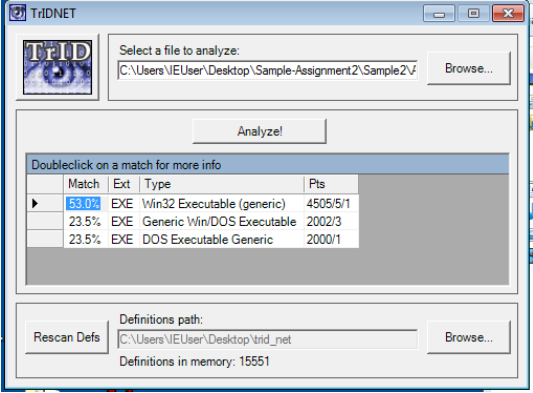 TrIDNET
TrID
Select a file to analyze:
C:\Users\IEUser\Desktop\Sample-Assignment2\Sample2\
Browse...
Analyze!
Doubleclick on a match for more info
Match Ext Type Pts
53.0% EXE Win32 Executable (generic) 4505/5/1
23.5% EXE Generic Win/DOS Executable 2002/3
23.5% EXE DOS Executable Generic 2000/1
Rescan Defs
Definitions path:
C:\Users\IEUser\Desktop\trid_net
Browse...
Definitions in memory: 15551